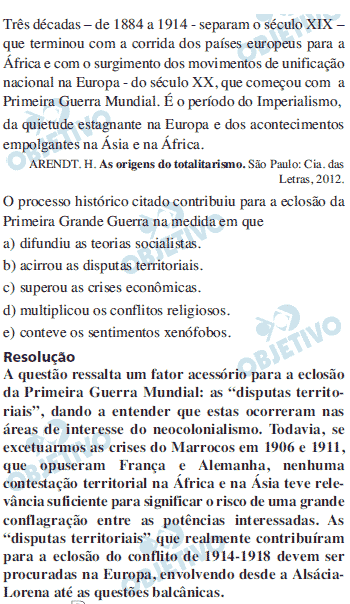 Três décadas – de 1884 a 1914 - separam o século XIX –
que terminou com a corrida dos países europeus para a
África e com o surgimento dos movimentos de unificação
nacional na Europa - do século XX, que começou com a
Primeira Guerra Mundial. É o período do Imperialismo,
da quietude estagnante na Europa e dos acontecimentos
empolgantes na Ásia e na África.
ARENDT. H. As origens do totalitarismo. São Paulo: Cia. das
Letras, 2012.
O processo histórico citado contribuiu para a eclosão da
Primeira Grande Guerra na medida em que
a) difundiu as teorias socialistas.
b) acirrou as disputas territoriais.
c) superou as crises econômicas.
d) multiplicou os conflitos religiosos.
e) conteve os sentimentos xenófobos.
Resolução
A questão ressalta um fator acessório para a eclosão
da Primeira Guerra Mundial: as “disputas territo-
riais”, dando a entender que estas ocorreram nas
áreas de interesse do neocolonialismo. Todavia, se
excetuarmos as crises do Marrocos em 1906 e 1911,
que opuseram França e Alemanha, nenhuma
contestação territorial na África e na Ásia teve rele-
vância suficiente para significar o risco de uma grande
conflagração entre as potências interessadas. As
“disputas territoriais” que realmente contribuíram
para a eclosão do conflito de 1914-1918 devem ser
procuradas na Europa, envolvendo desde a Alsácia-
Lorena até as questões balcânicas.
OBJETIVO
OBJETIVO
OBJETIVO
OBJETIVO
OBJETIVO